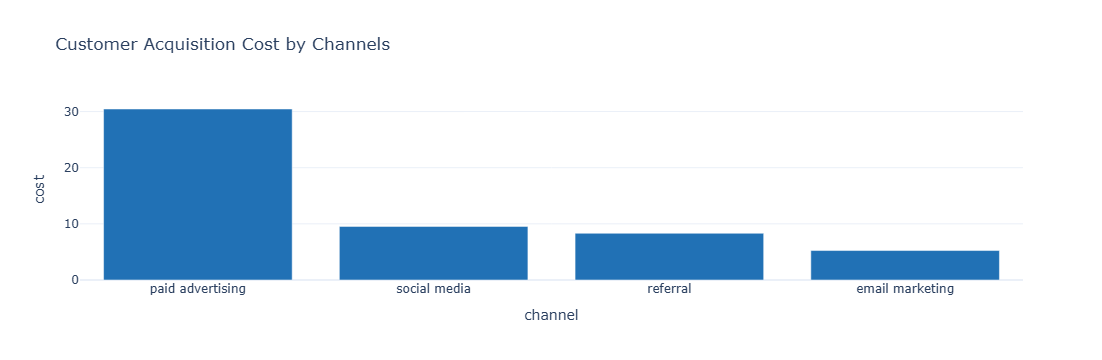 Customer Acquisition Cost by Channels
30
20
10
0
cost
paid advertising
social media
referral
email marketing
channel